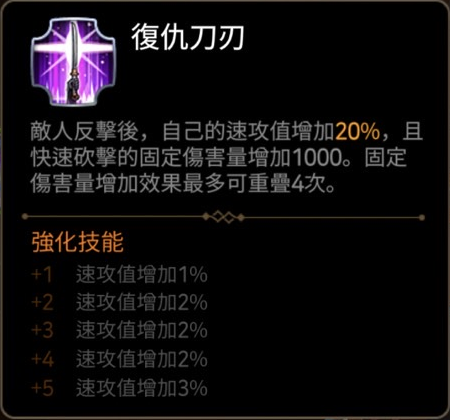 復仇刀刃
敵人反擊後，自己的速攻值增加20%，且
快速砍擊的固定傷害量增加1000。固定
傷害量增加效果最多可重疊4次。
強化技能
+1 速攻值增加1%
+2 速攻值增加2%
+3 速攻值增加2%
+4 速攻值增加2%
+5 速攻值增加3%